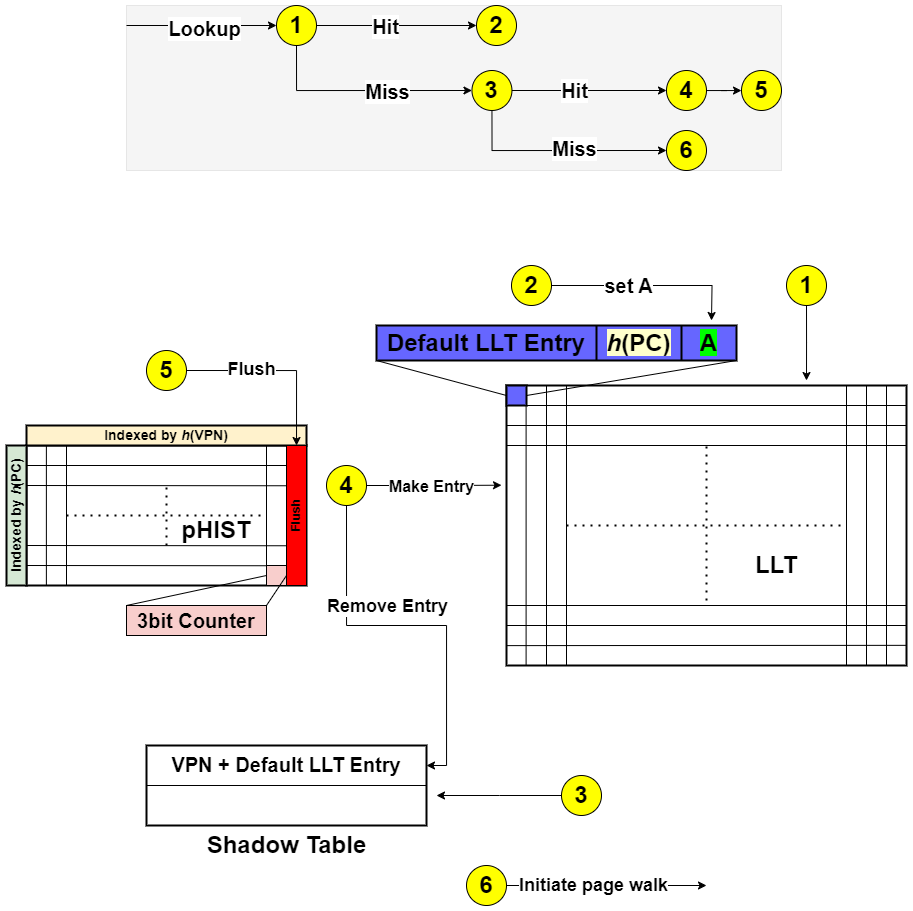 Lookup
1
Hit
2
Miss
3
Hit
4
5
Miss
6
2
set A
1
Default LLT Entry
h(PC)
A
5
Flush
Indexed by h(VPN)
Indexed by h(PC)
Flush
pHIST
3bit Counter
4
Make Entry
LLT
Remove Entry
VPN + Default LLT Entry
3
Shadow Table
6
Initiate page walk